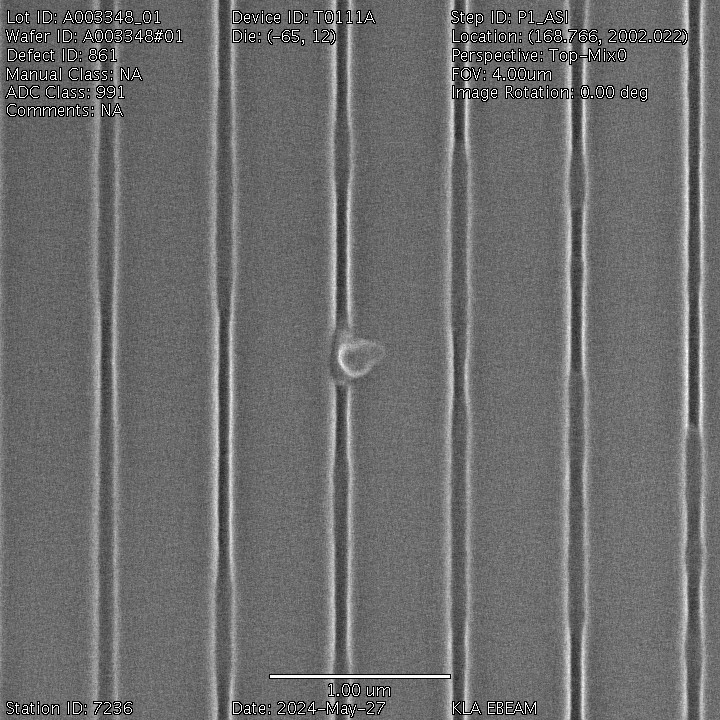 Lot ID: A003348_01
Wafer ID: A003348#01
Defect ID: 861
Manual Class: NA
ADC Class: 991
Comments: NA
Device ID: T0111A
Die: (-65, 12)
Step ID: P1_ASI
Location: (168.766, 2002.022)
Perspective: Top-Mix0
FOV: 4.00um
Image Rotation: 0.00 deg
1.00 um
Station ID: 7236
Date: 2024-May-27
KLA EBEAM